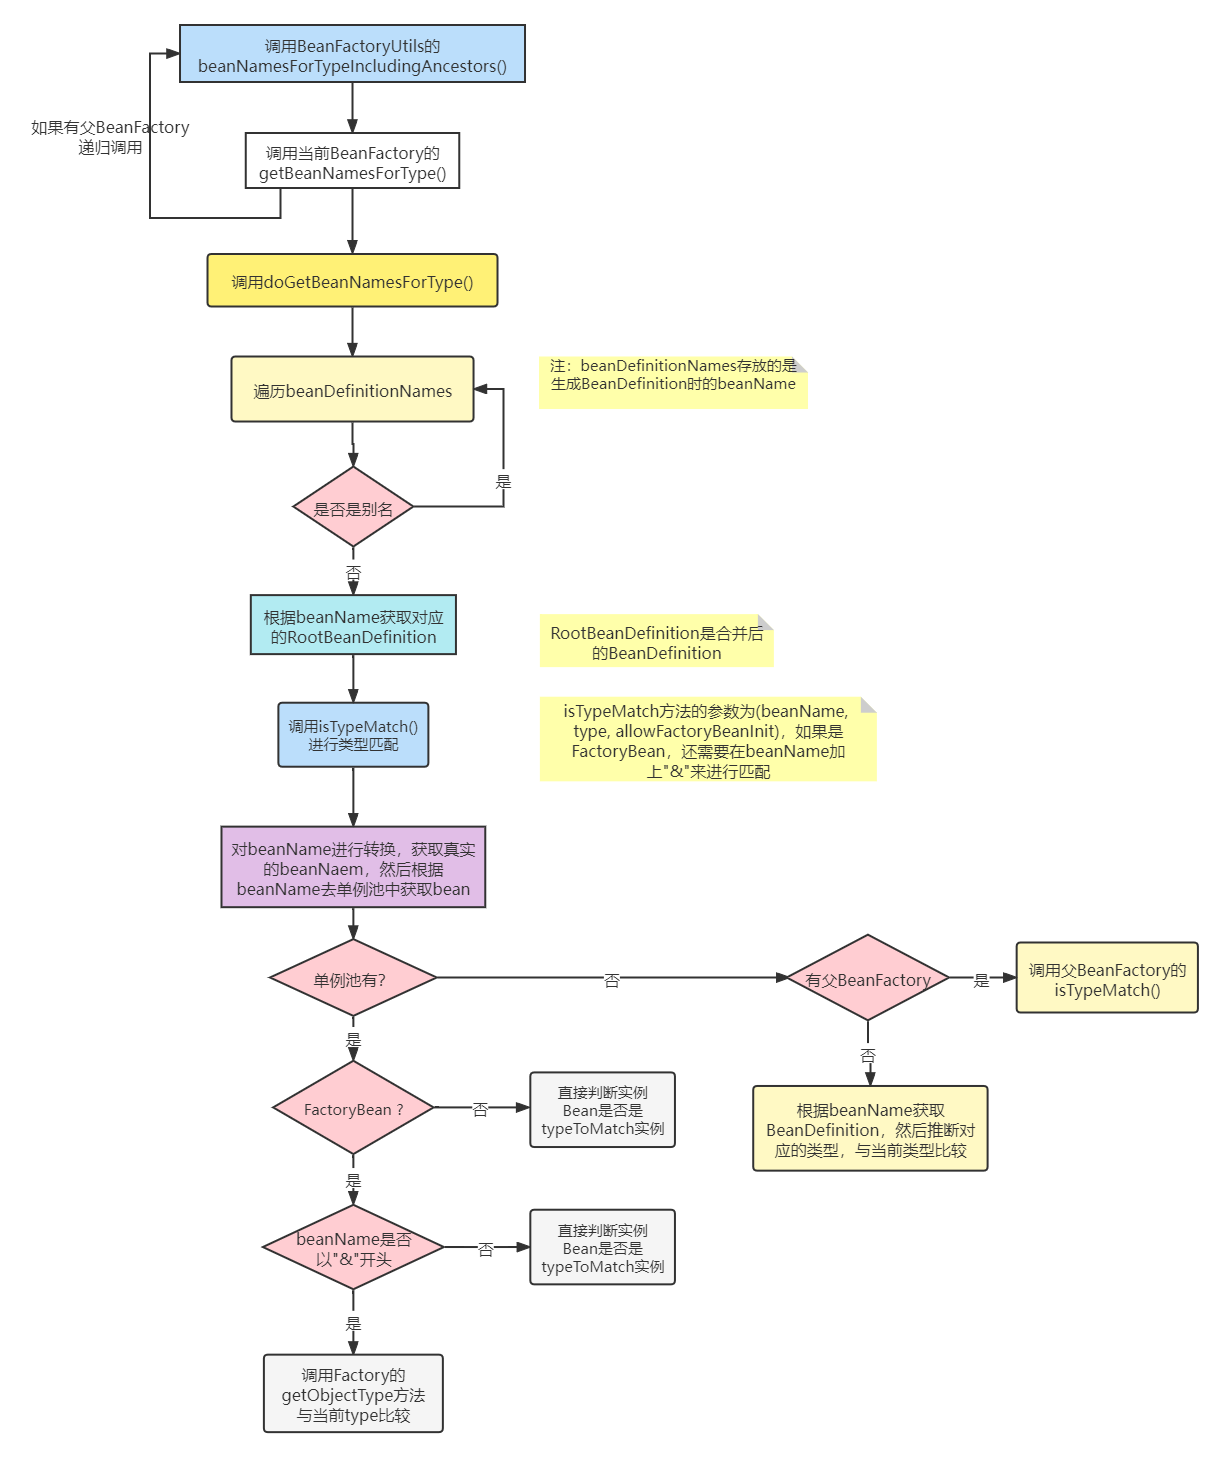 调用BeanFactoryUtils的
beanNamesForTypeIncludingAncestors()
如果有父BeanFactory
递归调用
调用当前BeanFactory的
getBeanNamesForType()
调用doGetBeanNamesForType()
遍历beanDefinitionNames
注：beanDefinitionNames存放的是
生成BeanDefinition时的beanName
是
是否是别名
否
根据beanName获取对应
的RootBeanDefinition
RootBeanDefinition是合并后
的BeanDefinition
调用isTypeMatch()
进行类型匹配
isTypeMatch方法的参数为(beanName,
type, allowFactoryBeanInit)，如果是
FactoryBean，还需要在beanName加
上"&"来进行匹配
对beanName进行转换，获取真实
的beanNaem，然后根据
beanName去单例池中获取bean
单例池有?
否
有父BeanFactory
是
调用父BeanFactory的
isTypeMatch()
是
否
FactoryBean ?
否
直接判断实例
Bean是否是
typeToMatch实例
根据beanName获取
BeanDefinition，然后推断对
应的类型，与当前类型比较
是
beanName是否
以"&"开头
否
直接判断实例
Bean是否是
typeToMatch实例
是
调用Factory的
getObjectType方法
与当前type比较